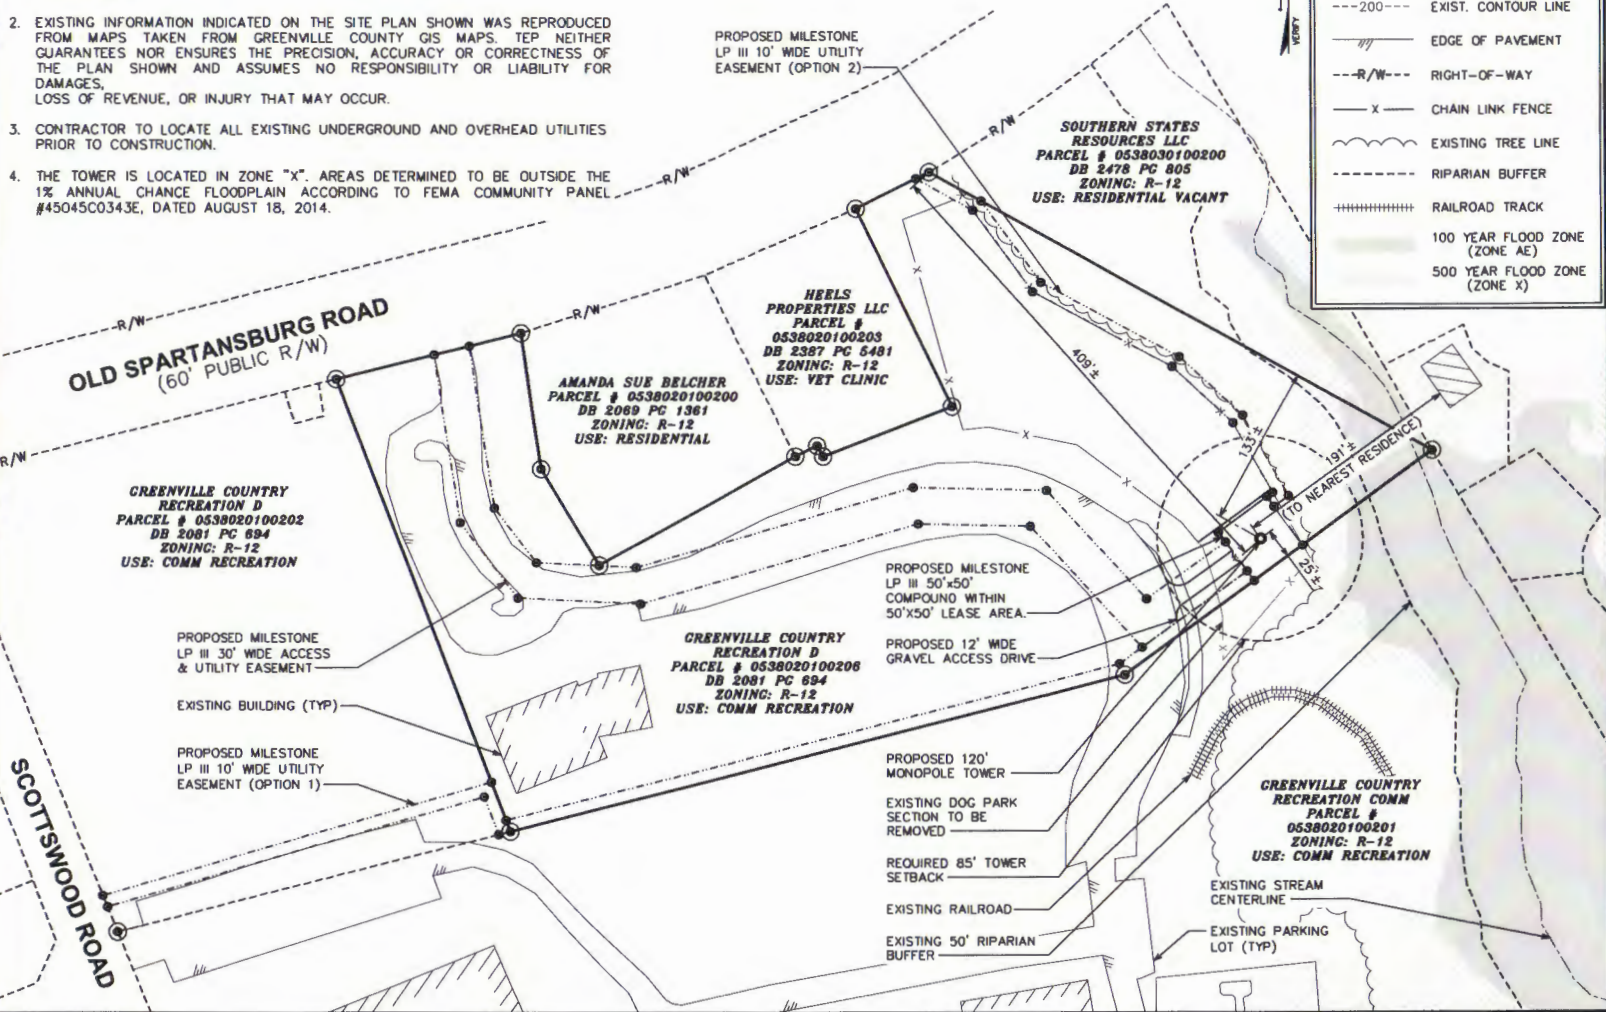 2. EXISTING INFORMATION INDICATED ON THE SITE PLAN SHOWN WAS REPRODUCED
FROM MAPS TAKEN FROM GREENVILLE COUNTY GIS MAPS. TEP NEITHER
GUARANTEES NOR ENSURES THE PRECISION, ACCURACY OR CORRECTNESS OF
THE PLAN SHOWN AND ASSUMES NO RESPONSIBILITY OR LIABILITY FOR
DAMAGES,
LOSS OF REVENUE, OR INJURY THAT MAY OCCUR.
3. CONTRACTOR TO LOCATE ALL EXISTING UNDERGROUND AND OVERHEAD UTILITIES
PRIOR TO CONSTRUCTION.
4. THE TOWER IS LOCATED IN ZONE "X". AREAS DETERMINED TO BE OUTSIDE THE
1% ANNUAL CHANCE FLOODPLAIN ACCORDING TO FEMA COMMUNITY PANEL
#45045C0343E, DATED AUGUST 18, 2014.
PROPOSED MILESTONE
LP III 10' WIDE UTILITY
EASEMENT (OPTION 2)
VERIFY
200 EXIST. CONTOUR LINE
EDGE OF PAVEMENT
R/W RIGHT-OF-WAY
X CHAIN LINK FENCE
EXISTING TREE LINE
RIPARIAN BUFFER
RAILROAD TRACK
100 YEAR FLOOD ZONE
(ZONE AE)
500 YEAR FLOOD ZONE
(ZONE X)
R/W
R/W
R/W
R/W
R/W
SOUTHERN STATES
RESOURCES LLC
PARCEL # 0538030100200
DB 2478 PG 805
ZONING: R-12
USE: RESIDENTIAL VACANT
OLD SPARTANSBURG ROAD
(60' PUBLIC R/W)
HEELS
PROPERTIES LLC
PARCEL #
0538020100203
DB 2387 PG 5481
ZONING: R-12
USE: VET CLINIC
AMANDA SUE BELCHER
PARCEL # 0538020100200
DB 2069 PG 1361
ZONING: R-12
USE: RESIDENTIAL
X
X
X
X
X
X
X
X
X
409'±
133'±
191'±
(TO NEAREST RESIDENCE)
25'±
GREENVILLE COUNTRY
RECREATION D
PARCEL # 0538020100202
DB 2081 PG 694
ZONING: R-12
USE: COMM RECREATION
PROPOSED MILESTONE
LP III 50'x50'
COMPOUND WITHIN
50'X50' LEASE AREA.
PROPOSED 12' WIDE
GRAVEL ACCESS DRIVE
PROPOSED MILESTONE
LP III 30' WIDE ACCESS
& UTILITY EASEMENT
GREENVILLE COUNTRY
RECREATION D
PARCEL # 0538020100206
DB 2081 PG 694
ZONING: R-12
USE: COMM RECREATION
EXISTING BUILDING (TYP)
PROPOSED MILESTONE
LP III 10' WIDE UTILITY
EASEMENT (OPTION 1)
SCOTTSWOOD ROAD
PROPOSED 120'
MONOPOLE TOWER
EXISTING DOG PARK
SECTION TO BE
REMOVED
REQUIRED 85' TOWER
SETBACK
EXISTING RAILROAD
EXISTING 50' RIPARIAN
BUFFER
GREENVILLE COUNTRY
RECREATION COMM
PARCEL #
0538020100201
ZONING: R-12
USE: COMM RECREATION
EXISTING STREAM
CENTERLINE
EXISTING PARKING
LOT (TYP)